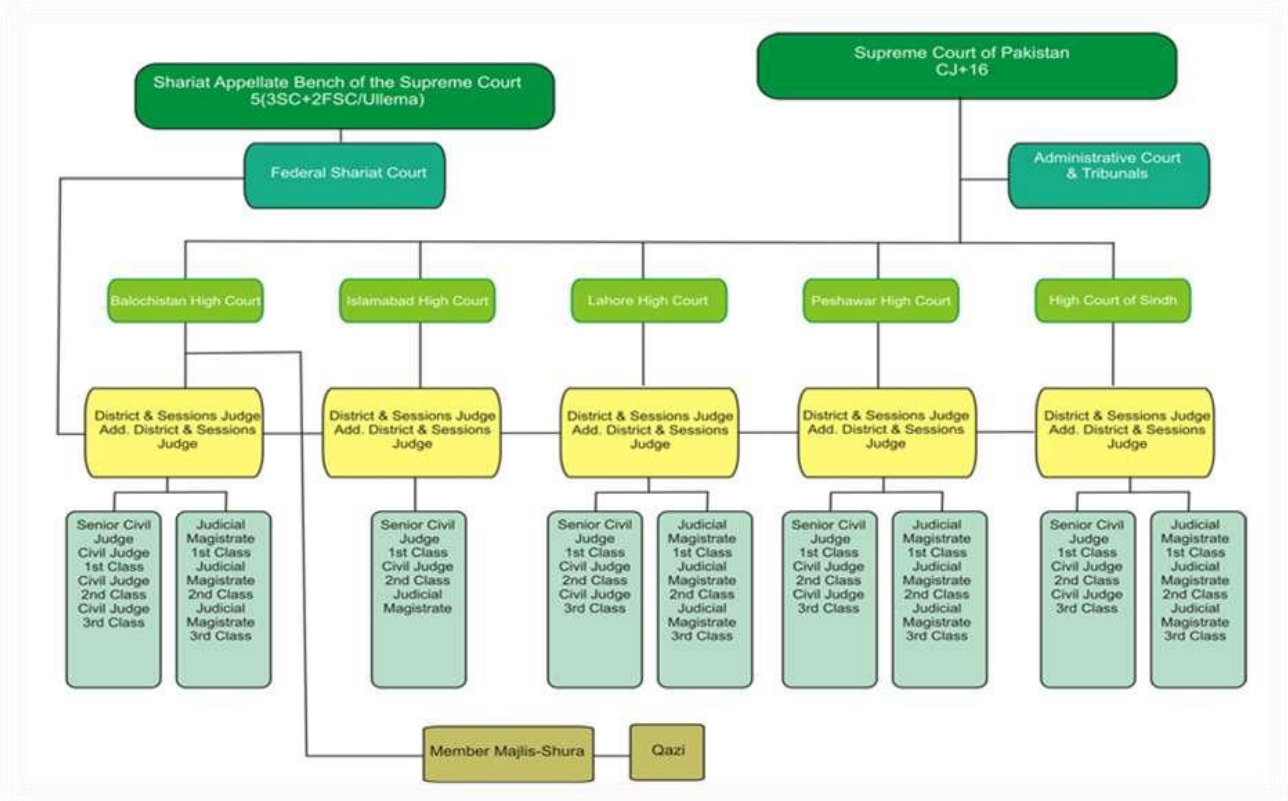 Shariat Appellate Bench of the Supreme Court
5(3SC+2FSC/Ullema)
Supreme Court of Pakistan
CJ+16
Federal Shariat Court
Administrative Court
& Tribunals
Balochistan High Court
Islamabad High Court
Lahore High Court
Peshawar High Court
High Court of Sindh
District & Sessions Judge
Add. District & Sessions
Judge
District & Sessions Judge
Add. District & Sessions
Judge
District & Sessions Judge
Add. District & Sessions
Judge
District & Sessions Judge
Add. District & Sessions
Judge
District & Sessions Judge
Add. District & Sessions
Judge
Senior Civil
Judge
Civil Judge
1st Class
Civil Judge
2nd Class
Civil Judge
3rd Class
Judicial
Magistrate
1st Class
Judicial
Magistrate
2nd Class
Judicial
Magistrate
3rd Class
Senior Civil
Judge
1st Class
Civil Judge
2nd Class
Judicial
Magistrate
Senior Civil
Judge
1st Class
Civil Judge
2nd Class
Civil Judge
3rd Class
Judicial
Magistrate
1st Class
Judicial
Magistrate
2nd Class
Judicial
Magistrate
3rd Class
Senior Civil
Judge
1st Class
Civil Judge
2nd Class
Civil Judge
3rd Class
Judicial
Magistrate
1st Class
Judicial
Magistrate
2nd Class
Judicial
Magistrate
3rd Class
Senior Civil
Judge
1st Class
Civil Judge
2nd Class
Civil Judge
3rd Class
Judicial
Magistrate
1st Class
Judicial
Magistrate
2nd Class
Judicial
Magistrate
3rd Class
Member Majlis-Shura
Qazi